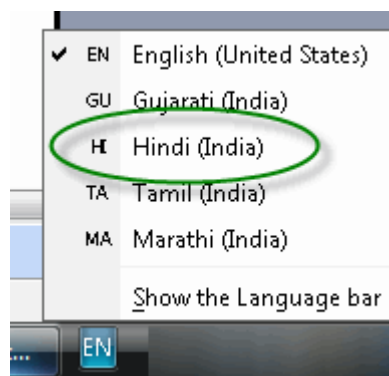 ✔ EN English (United States)
GU Gujarati (India)
HI Hindi (India)
TA Tamil (India)
MA Marathi (India)
Show the Language bar
... EN